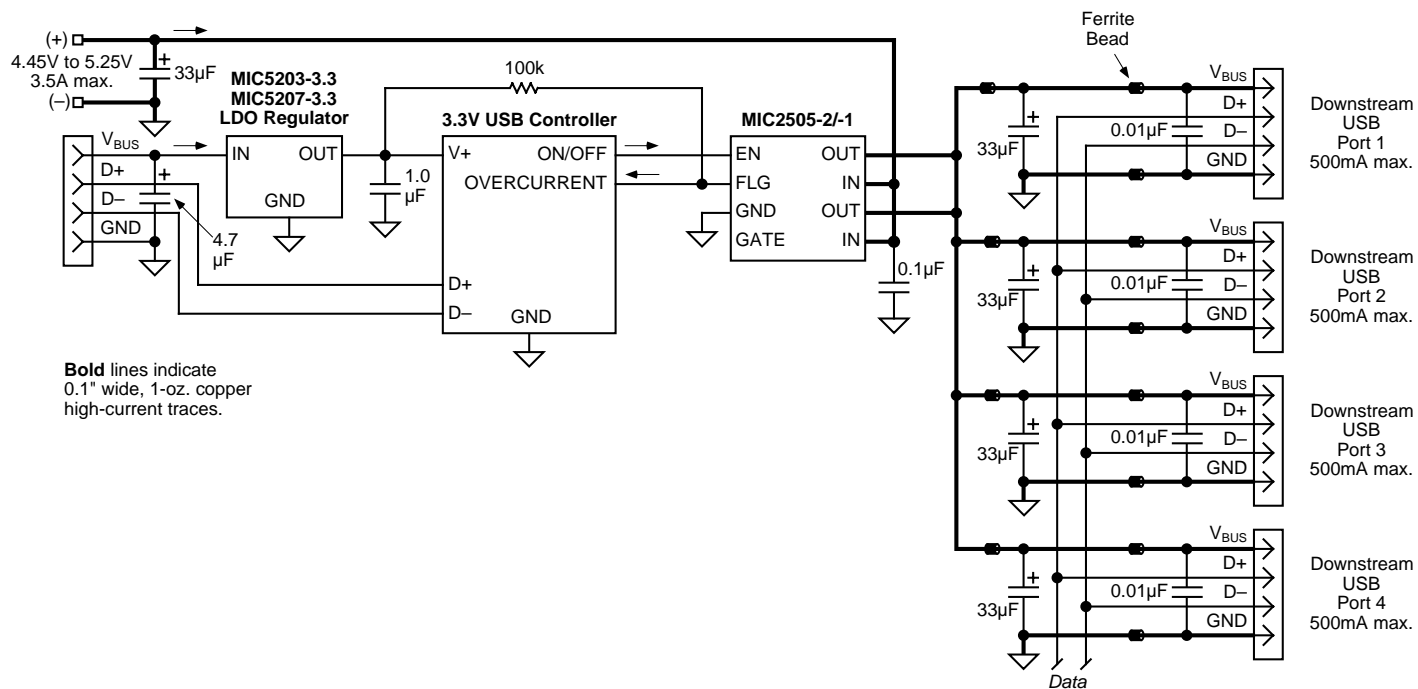 (+)
4.45V to 5.25V
3.5A max.
(–)
33µF
+
MIC5203-3.3
MIC5207-3.3
LDO Regulator
IN
OUT
GND
VBUS
D+
D–
GND
+
4.7
µF
1.0
µF
100k
3.3V USB Controller
V+
ON/OFF
OVERCURRENT
D+
D–
GND
MIC2505-2/-1
EN
OUT
FLG
IN
GND
OUT
GATE
IN
0.1µF
Bold lines indicate
0.1" wide, 1-oz. copper
high-current traces.
Ferrite
Bead
+
33µF
0.01µF
VBUS
D+
D–
GND
Downstream
USB
Port 1
500mA max.
+
33µF
0.01µF
VBUS
D+
D–
GND
Downstream
USB
Port 2
500mA max.
+
33µF
0.01µF
VBUS
D+
D–
GND
Downstream
USB
Port 3
500mA max.
+
33µF
0.01µF
VBUS
D+
D–
GND
Downstream
USB
Port 4
500mA max.
Data